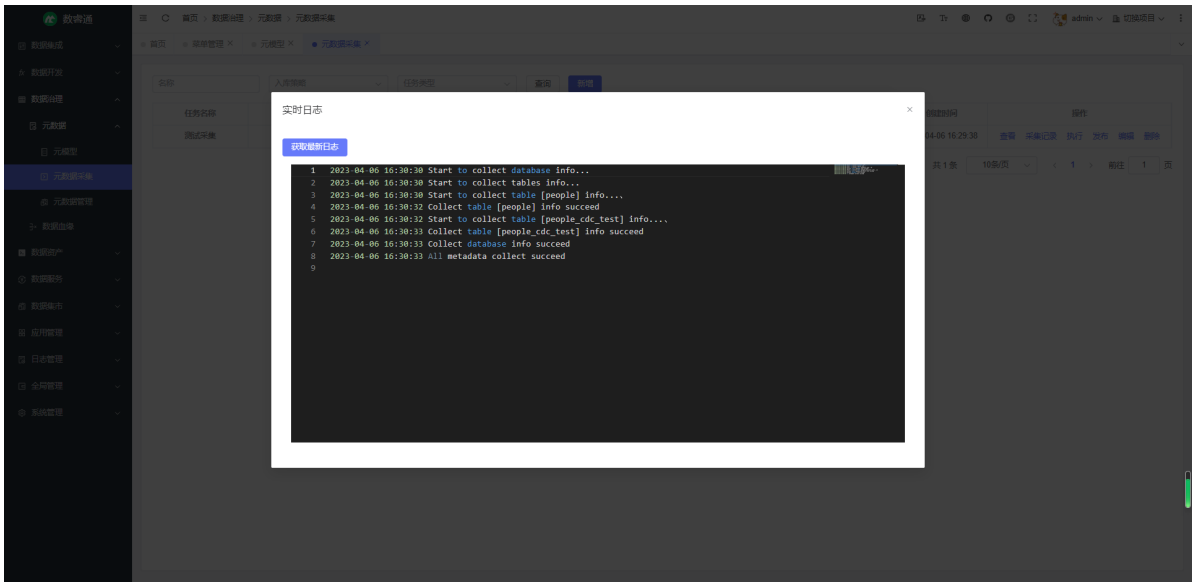 数睿通
首页 > 数据治理 > 元数据 > 元数据采集
admin
切换项目
数据集成
首页
菜单管理 ×
元模型 ×
元数据采集 ×
数据开发
名称
入库策略
任务类型
查询
新增
数据治理
元数据
任务名称
创建时间
操作
测试采集
04-06 16:29:38
查看 采集记录 执行 发布 编辑 删除
共 1 条
10条/页
1
前往 1 页
元模型
元数据采集
元数据管理
数据血缘
数据资产
数据服务
数据集市
应用管理
日志管理
全局管理
系统管理
实时日志
×
获取最新日志
1 2023-04-06 16:30:30 Start to collect database info...
2 2023-04-06 16:30:30 Start to collect tables info...
3 2023-04-06 16:30:30 Start to collect table [people] info...、
4 2023-04-06 16:30:32 Collect table [people] info succeed
5 2023-04-06 16:30:32 Start to collect table [people_cdc_test] info...、
6 2023-04-06 16:30:33 Collect table [people_cdc_test] info succeed
7 2023-04-06 16:30:33 Collect database info succeed
8 2023-04-06 16:30:33 All metadata collect succeed
9